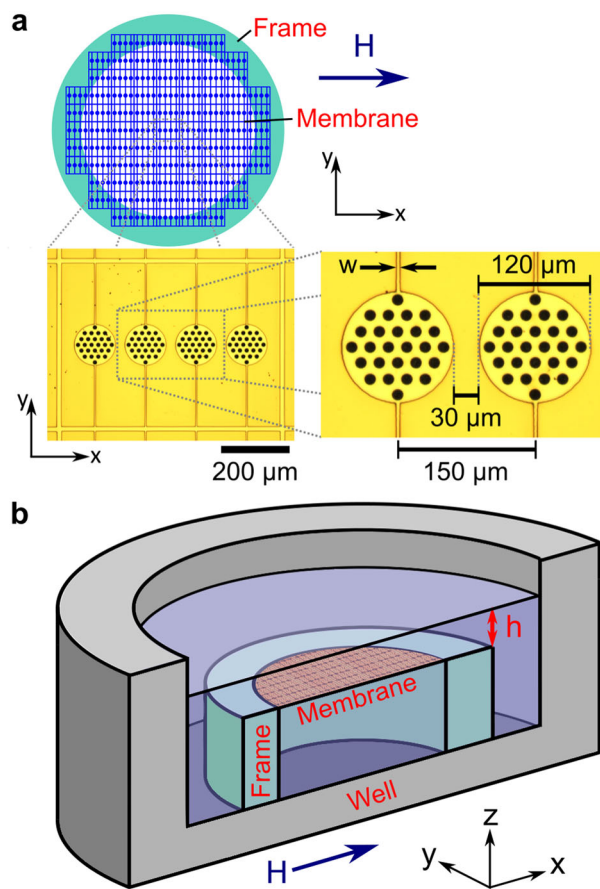 a
Frame
H
Membrane
y
x
w
120 µm
30 µm
y
x
200 µm
150 µm
b
h
Membrane
Frame
Well
H
z
y
x